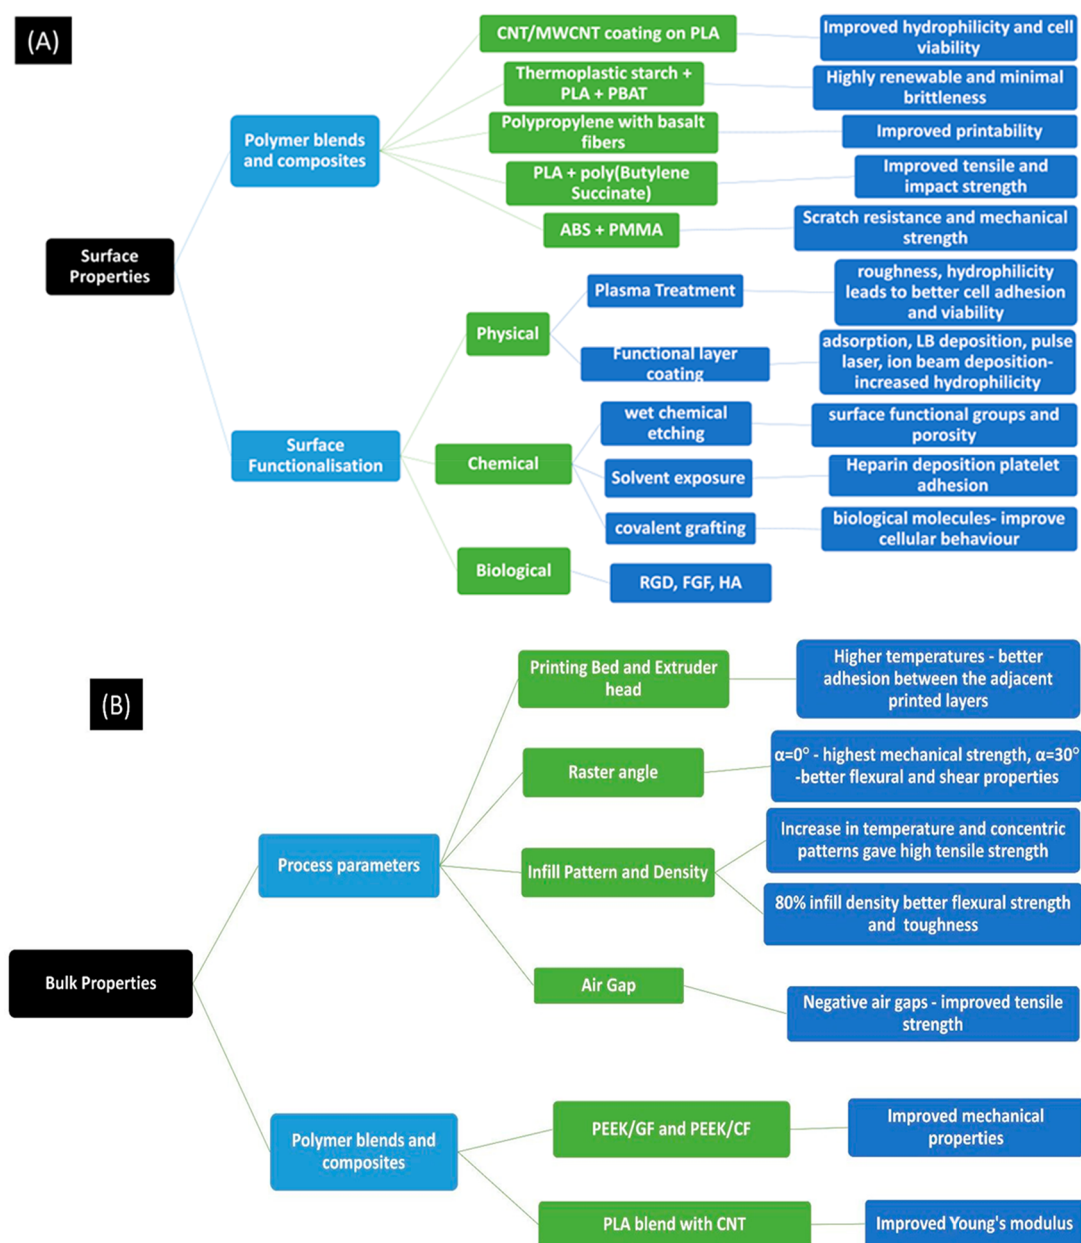 (A)
CNT/MWCNT coating on PLA
Improved hydrophilicity and cell
viability
Thermoplastic starch +
PLA + PBAT
Highly renewable and minimal
brittleness
Polymer blends
and composites
Polypropylene with basalt
fibers
Improved printability
PLA + poly(Butylene
Succinate)
Improved tensile and
impact strength
ABS + PMMA
Scratch resistance and mechanical
strength
Surface
Properties
Physical
Plasma Treatment
roughness, hydrophilicity
leads to better cell adhesion
and viability
Functional layer
coating
adsorption, LB deposition, pulse
laser, ion beam deposition-
increased hydrophilicity
Surface
Functionalisation
Chemical
wet chemical
etching
surface functional groups and
porosity
Solvent exposure
Heparin deposition platelet
adhesion
covalent grafting
biological molecules- improve
cellular behaviour
Biological
RGD, FGF, HA
(B)
Printing Bed and Extruder
head
Higher temperatures - better
adhesion between the adjacent
printed layers
Raster angle
α=0° - highest mechanical strength, α=30°
-better flexural and shear properties
Process parameters
Infill Pattern and Density
Increase in temperature and concentric
patterns gave high tensile strength
80% infill density better flexural strength
and toughness
Bulk Properties
Air Gap
Negative air gaps - improved tensile
strength
Polymer blends and
composites
PEEK/GF and PEEK/CF
Improved mechanical
properties
PLA blend with CNT
Improved Young's modulus